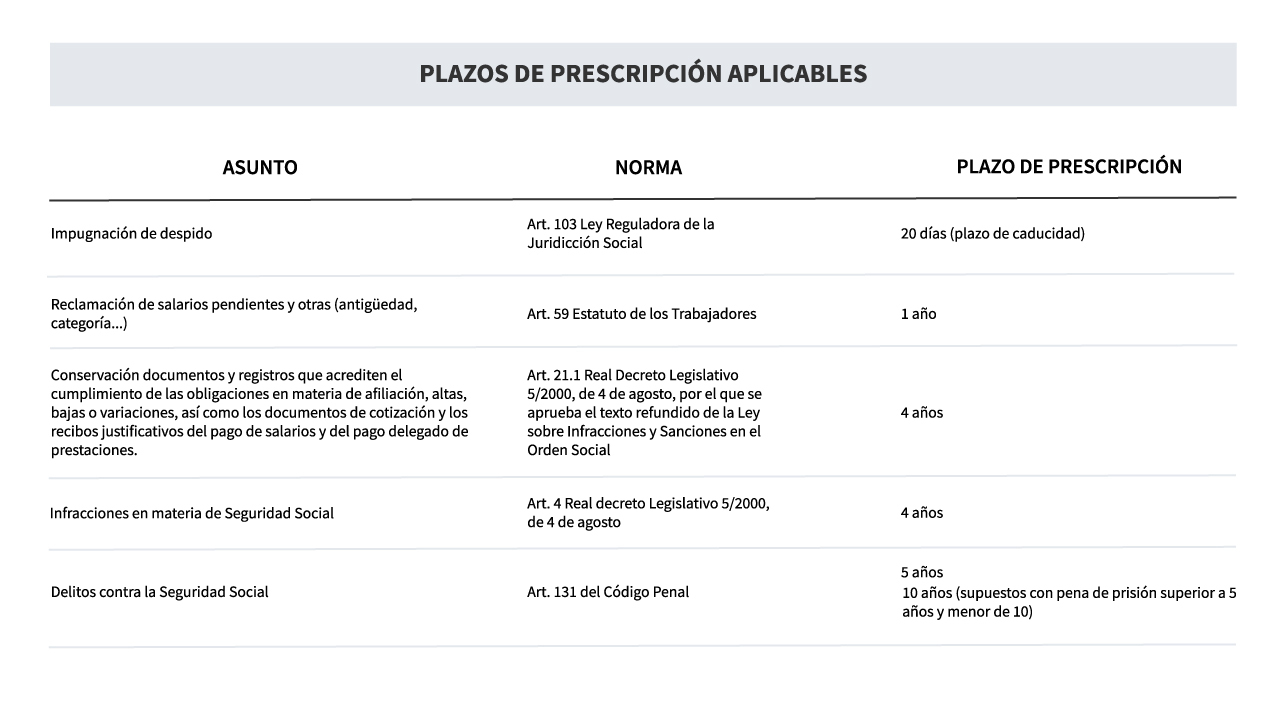 PLAZOS DE PRESCRIPCIÓN APLICABLES
ASUNTO
NORMA
PLAZO DE PRESCRIPCIÓN
Impugnación de despido
Art. 103 Ley Reguladora de la
Juridicción Social
20 días (plazo de caducidad)
Reclamación de salarios pendientes y otras (antigüedad,
categoría...)
Art. 59 Estatuto de los Trabajadores
1 año
Conservación documentos y registros que acrediten el
cumplimiento de las obligaciones en materia de afiliación, altas,
bajas o variaciones, así como los documentos de cotización y los
recibos justificativos del pago de salarios y del pago delegado de
prestaciones.
Art. 21.1 Real Decreto Legislativo
5/2000, de 4 de agosto, por el que se
aprueba el texto refundido de la Ley
sobre Infracciones y Sanciones en el
Orden Social
4 años
Infracciones en materia de Seguridad Social
Art. 4 Real decreto Legislativo 5/2000,
de 4 de agosto
4 años
Delitos contra la Seguridad Social
Art. 131 del Código Penal
5 años
10 años (supuestos con pena de prisión superior a 5
años y menor de 10)